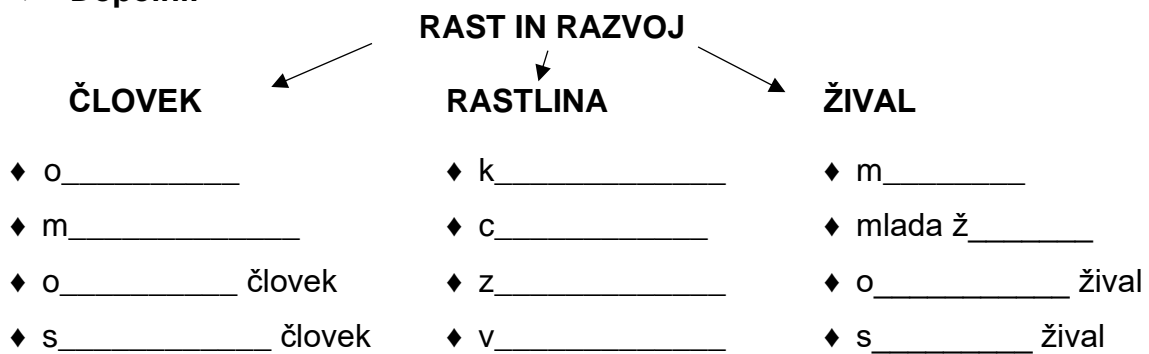 RAST IN RAZVOJ
ČLOVEK RASTLINA ŽIVAL
♦ o__________ ♦ k_____________ ♦ m________
♦ m_____________ ♦ c____________ ♦ mlada ž_______
♦ o__________ človek ♦ z_____________ ♦ o___________ žival
♦ s____________ človek ♦ v_____________ ♦ s_________ žival